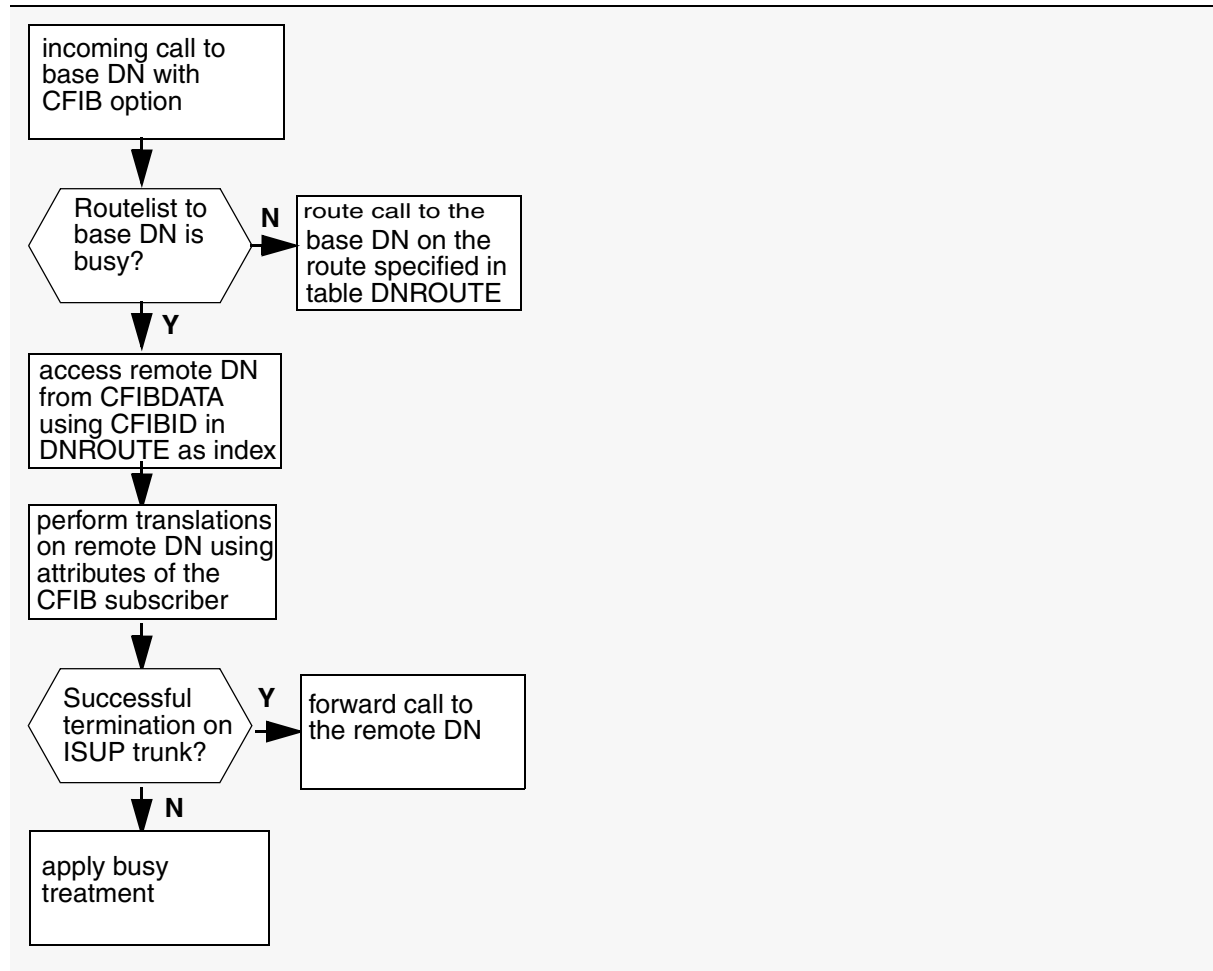 incoming call to
base DN with
CFIB option
Routelist to
base DN is
busy?
N
route call to the
base DN on the
route specified in
table DNROUTE
Y
access remote DN
from CFIBDATA
using CFIBID in
DNROUTE as index
perform translations
on remote DN using
attributes of the
CFIB subscriber
Successful
termination on
ISUP trunk?
Y
forward call to
the remote DN
N
apply busy
treatment